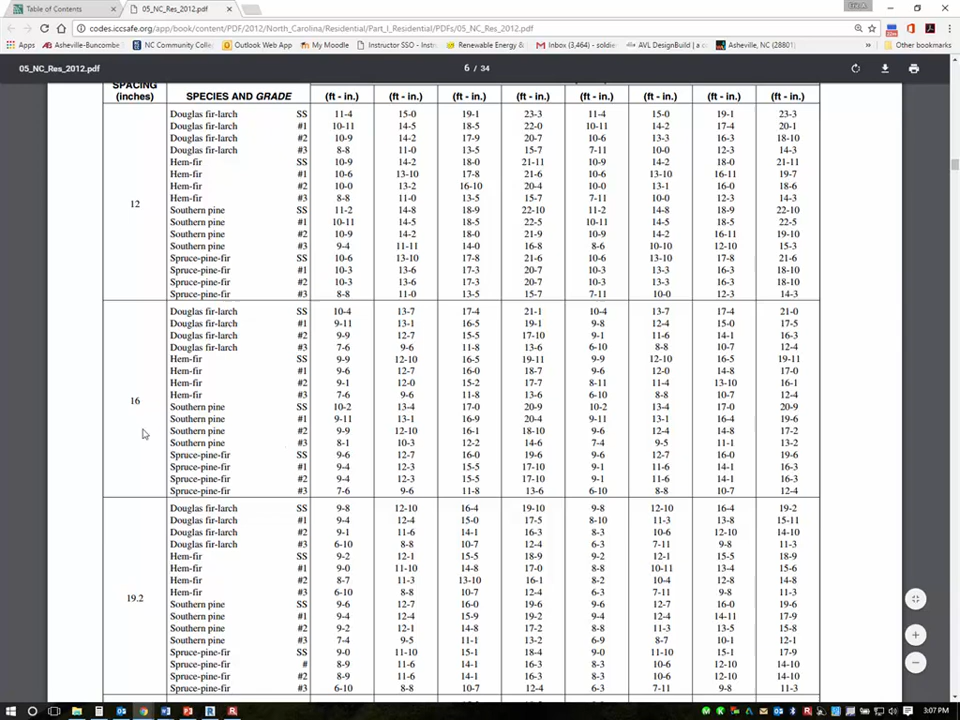 Table of Contents
05_NC_Res_2012.pdf
Eric A.
codes.iccsafe.org/app/book/content/PDF/2012/North_Carolina/Residential/Part_I_Residential/PDFs/05_NC_Res_2012.pdf
Apps Asheville-Buncombe NC Community Colleg Outlook Web App My Moodle Instructor SSO - Instr Renewable Energy & Inbox (3,464) - soldier AVL DesignBuild | co Asheville, NC (28801) Other bookmarks
05_NC_Res_2012.pdf 6 / 34
SPACING
(inches) SPECIES AND GRADE (ft - in.) (ft - in.) (ft - in.) (ft - in.) (ft - in.) (ft - in.) (ft - in.) (ft - in.)
Douglas fir-larch SS 11-4 15-0 19-1 23-3 11-4 15-0 19-1 23-3
Douglas fir-larch #1 10-11 14-5 18-5 22-0 10-11 14-2 17-4 20-1
Douglas fir-larch #2 10-9 14-2 17-9 20-7 10-6 13-3 16-3 18-10
Douglas fir-larch #3 8-8 11-0 13-5 15-7 7-11 10-0 12-3 14-3
Hem-fir SS 10-9 14-2 18-0 21-11 10-9 14-2 18-0 21-11
Hem-fir #1 10-6 13-10 17-8 21-6 10-6 13-10 16-11 19-7
Hem-fir #2 10-0 13-2 16-10 20-4 10-0 13-1 16-0 18-6
Hem-fir #3 8-8 11-0 13-5 15-7 7-11 10-0 12-3 14-3
12 Southern pine SS 11-2 14-8 18-9 22-10 11-2 14-8 18-9 22-10
Southern pine #1 10-11 14-5 18-5 22-5 10-11 14-5 18-5 22-5
Southern pine #2 10-9 14-2 18-0 21-9 10-9 14-2 16-11 19-10
Southern pine #3 9-4 11-11 14-0 16-8 8-6 10-10 12-10 15-3
Spruce-pine-fir SS 10-6 13-10 17-8 21-6 10-6 13-10 17-8 21-6
Spruce-pine-fir #1 10-3 13-6 17-3 20-7 10-3 13-3 16-3 18-10
Spruce-pine-fir #2 10-3 13-6 17-3 20-7 10-3 13-3 16-3 18-10
Spruce-pine-fir #3 8-8 11-0 13-5 15-7 7-11 10-0 12-3 14-3
Douglas fir-larch SS 10-4 13-7 17-4 21-1 10-4 13-7 17-4 21-0
Douglas fir-larch #1 9-11 13-1 16-5 19-1 9-8 12-4 15-0 17-5
Douglas fir-larch #2 9-9 12-7 15-5 17-10 9-1 11-6 14-1 16-3
Douglas fir-larch #3 7-6 9-6 11-8 13-6 6-10 8-8 10-7 12-4
Hem-fir SS 9-9 12-10 16-5 19-11 9-9 12-10 16-5 19-11
Hem-fir #1 9-6 12-7 16-0 18-7 9-6 12-0 14-8 17-0
Hem-fir #2 9-1 12-0 15-2 17-7 8-11 11-4 13-10 16-1
Hem-fir #3 7-6 9-6 11-8 13-6 6-10 8-8 10-7 12-4
16 Southern pine SS 10-2 13-4 17-0 20-9 10-2 13-4 17-0 20-9
Southern pine #1 9-11 13-1 16-9 20-4 9-11 13-1 16-4 19-6
Southern pine #2 9-9 12-10 16-1 18-10 9-6 12-4 14-8 17-2
Southern pine #3 8-1 10-3 12-2 14-6 7-4 9-5 11-1 13-2
Spruce-pine-fir SS 9-6 12-7 16-0 19-6 9-6 12-7 16-0 19-6
Spruce-pine-fir #1 9-4 12-3 15-5 17-10 9-1 11-6 14-1 16-3
Spruce-pine-fir #2 9-4 12-3 15-5 17-10 9-1 11-6 14-1 16-3
Spruce-pine-fir #3 7-6 9-6 11-8 13-6 6-10 8-8 10-7 12-4
Douglas fir-larch SS 9-8 12-10 16-4 19-10 9-8 12-10 16-4 19-2
Douglas fir-larch #1 9-4 12-4 15-0 17-5 8-10 11-3 13-8 15-11
Douglas fir-larch #2 9-1 11-6 14-1 16-3 8-3 10-6 12-10 14-10
Douglas fir-larch #3 6-10 8-8 10-7 12-4 6-3 7-11 9-8 11-3
Hem-fir SS 9-2 12-1 15-5 18-9 9-2 12-1 15-5 18-9
Hem-fir #1 9-0 11-10 14-8 17-0 8-8 10-11 13-4 15-6
Hem-fir #2 8-7 11-3 13-10 16-1 8-2 10-4 12-8 14-8
Hem-fir #3 6-10 8-8 10-7 12-4 6-3 7-11 9-8 11-3
19.2 Southern pine SS 9-6 12-7 16-0 19-6 9-6 12-7 16-0 19-6
Southern pine #1 9-4 12-4 15-9 19-2 9-4 12-4 14-11 17-9
Southern pine #2 9-2 12-1 14-8 17-2 8-8 11-3 13-5 15-8
Southern pine #3 7-4 9-5 11-1 13-2 6-9 8-7 10-1 12-1
Spruce-pine-fir SS 9-0 11-10 15-1 18-4 9-0 11-10 15-1 17-9
Spruce-pine-fir # 8-9 11-6 14-1 16-3 8-3 10-6 12-10 14-10
Spruce-pine-fir #2 8-9 11-6 14-1 16-3 8-3 10-6 12-10 14-10
Spruce-pine-fir #3 6-10 8-8 10-7 12-4 6-3 7-11 9-8 11-3
3:07 PM